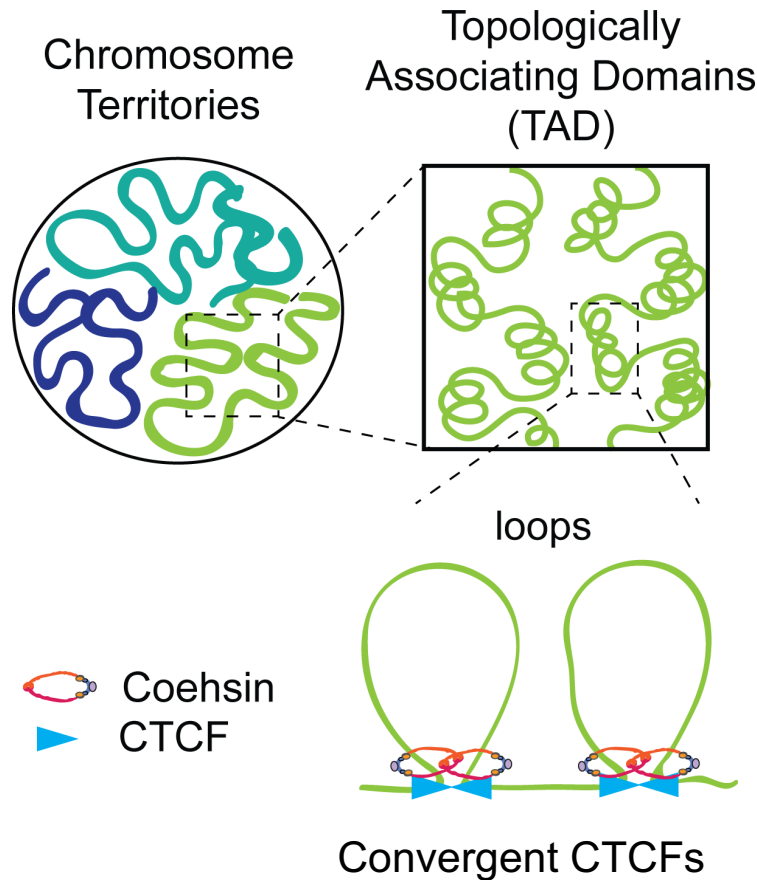 Chromosome
Territories
Topologically
Associating Domains
(TAD)
loops
Coehsin
CTCF
Convergent CTCFs